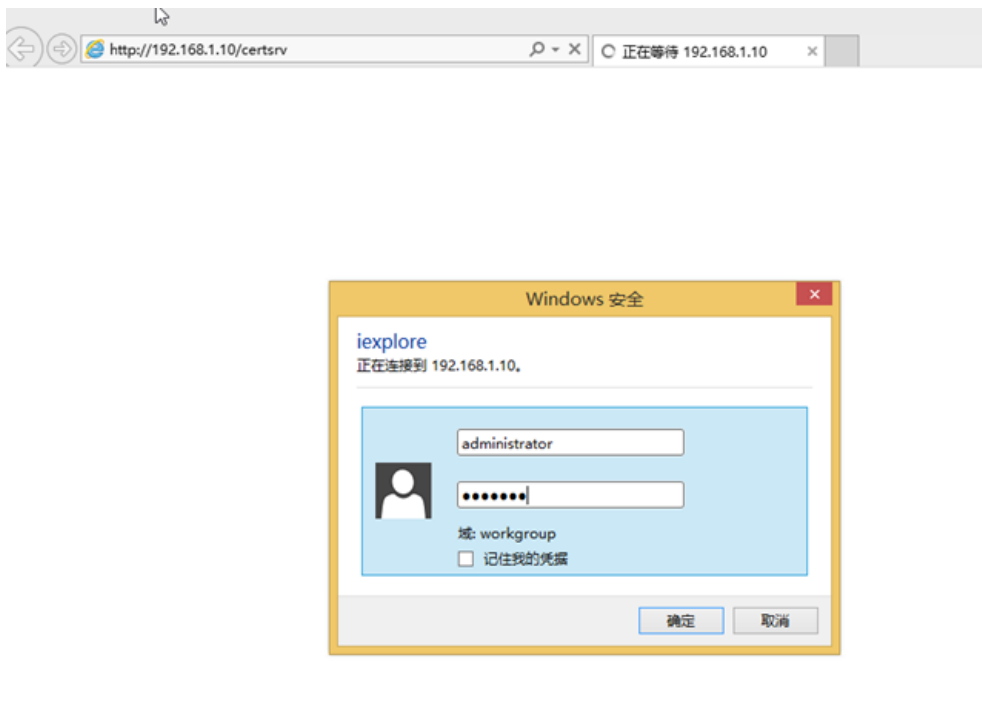 http://192.168.1.10/certsrv
正在等待 192.168.1.10
Windows 安全
iexplore
正在连接到 192.168.1.10。
administrator
•••••••
域: workgroup
记住我的凭据
确定
取消